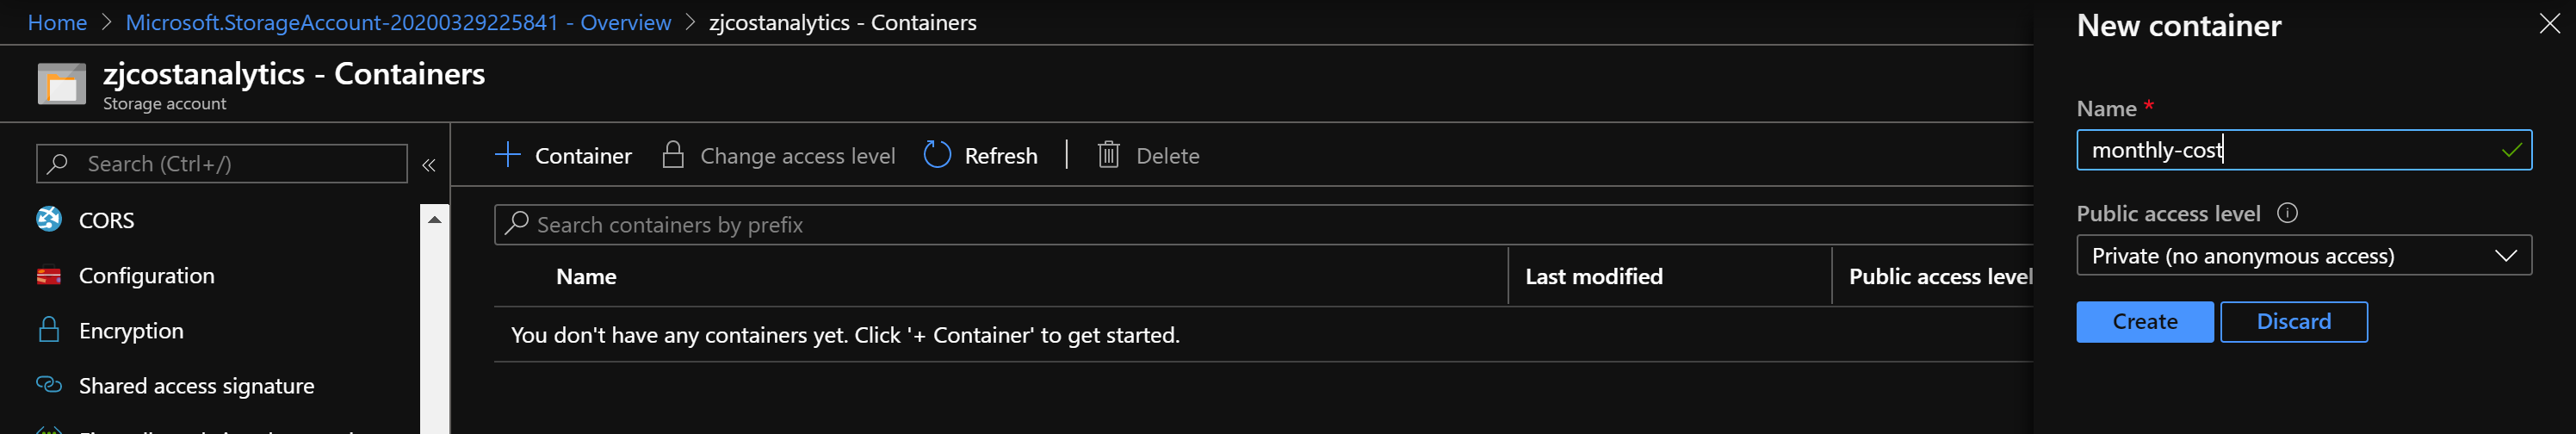 Home > Microsoft.StorageAccount-20200329225841 - Overview > zjcostanalytics - Containers
zjcostanalytics - Containers
Storage account
Search (Ctrl+/)
«
CORS
Configuration
Encryption
Shared access signature
+ Container
Change access level
Refresh
Delete
Search containers by prefix
Name
Last modified
Public access level
You don't have any containers yet. Click '+ Container' to get started.
New container
Name *
monthly-cost
Public access level
Private (no anonymous access)
Create
Discard